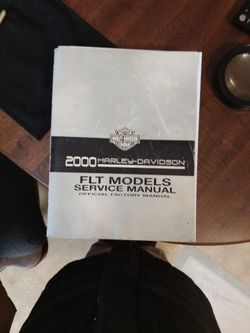 2000 HARLEY-DAVIDSON
FLT MODELS
SERVICE MANUAL
OFFICIAL FACTORY MANUAL